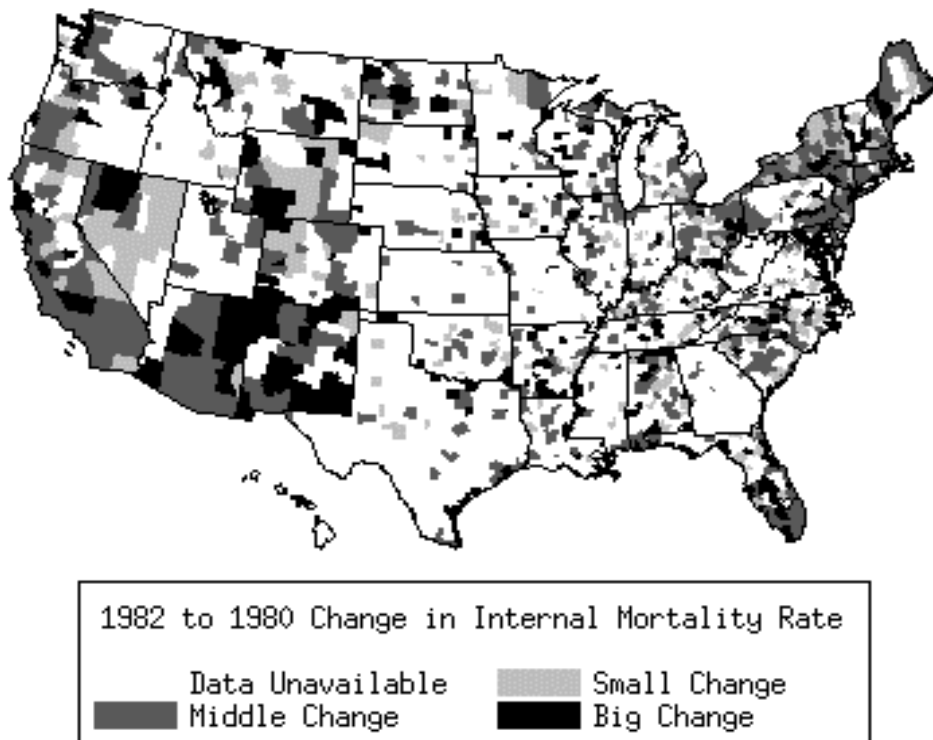 1982 to 1980 Change in Internal Mortality Rate
Data Unavailable Small Change
Middle Change Big Change